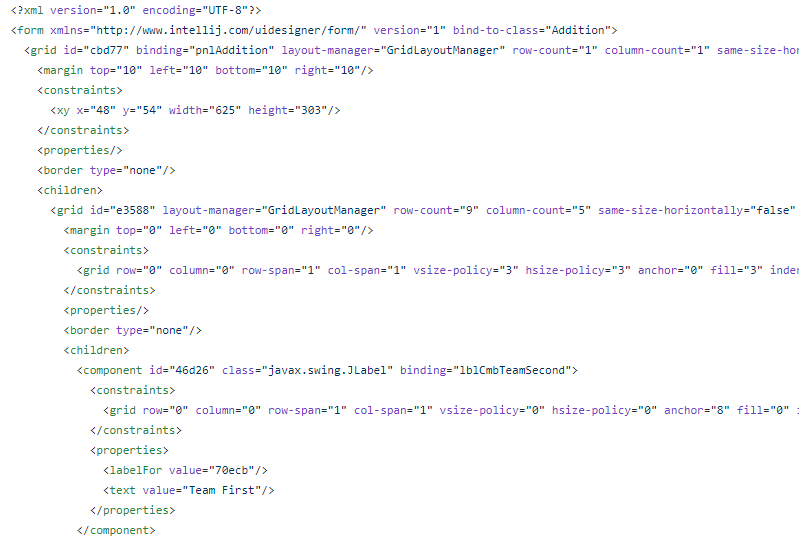 <?xml version="1.0" encoding="UTF-8"?>
<form xmlns="http://www.intellij.com/uidesigner/form/" version="1" bind-to-class="Addition">
<grid id="cbd77" binding="pnlAddition" layout-manager="GridLayoutManager" row-count="1" column-count="1" same-size-hor
<margin top="10" left="10" bottom="10" right="10"/>
<constraints>
<xy x="48" y="54" width="625" height="303"/>
</constraints>
<properties/>
<border type="none"/>
<children>
<grid id="e3588" layout-manager="GridLayoutManager" row-count="9" column-count="5" same-size-horizontally="false"
<margin top="0" left="0" bottom="0" right="0"/>
<constraints>
<grid row="0" column="0" row-span="1" col-span="1" vsize-policy="3" hsize-policy="3" anchor="0" fill="3" inden
</constraints>
<properties/>
<border type="none"/>
<children>
<component id="46d26" class="javax.swing.JLabel" binding="lblCmbTeamSecond">
<constraints>
<grid row="0" column="0" row-span="1" col-span="1" vsize-policy="0" hsize-policy="0" anchor="8" fill="0"
</constraints>
<properties>
<labelFor value="70ecb"/>
<text value="Team First"/>
</properties>
</component>